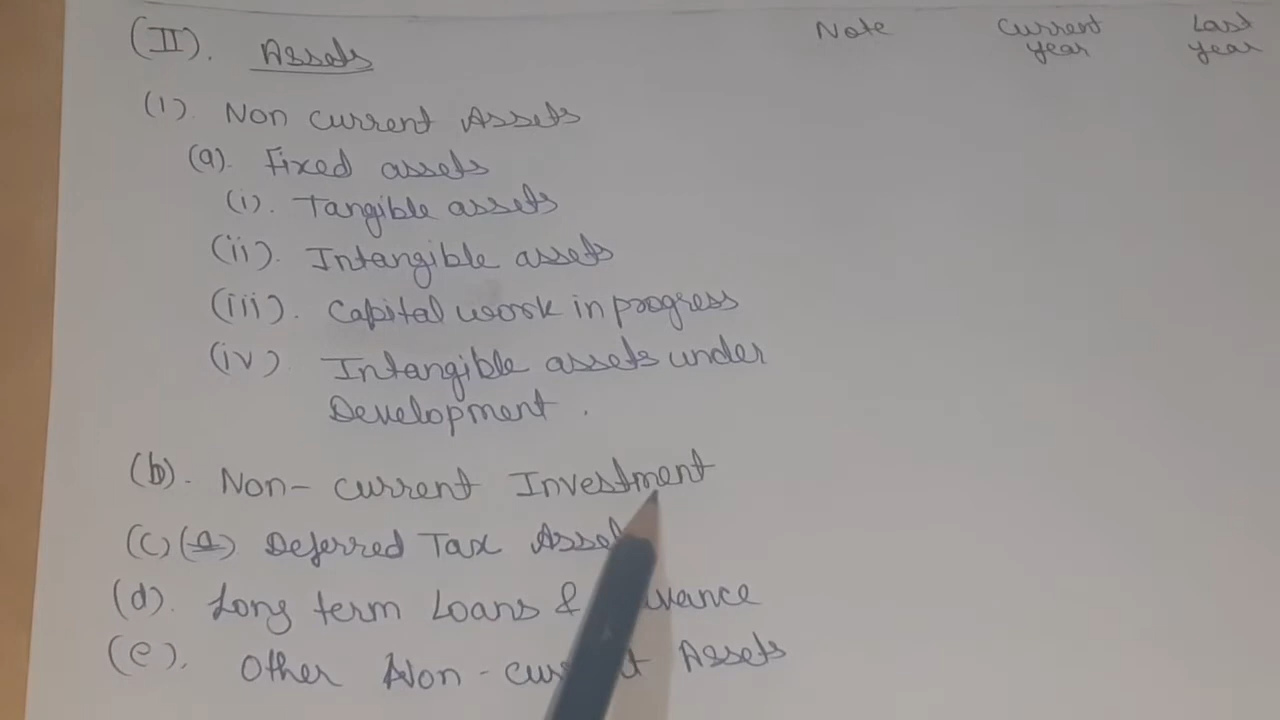 (II). Assets Note Current year Last year
(1). Non current Assets
(a). Fixed assets
(i). Tangible assets
(ii). Intangible assets
(iii). Capital work in progress
(iv) Intangible assets under
Development.
(b). Non-current Investment
(c) (a) Deferred Tax
(d). Long term Loans &
(e). Other Non- Assets